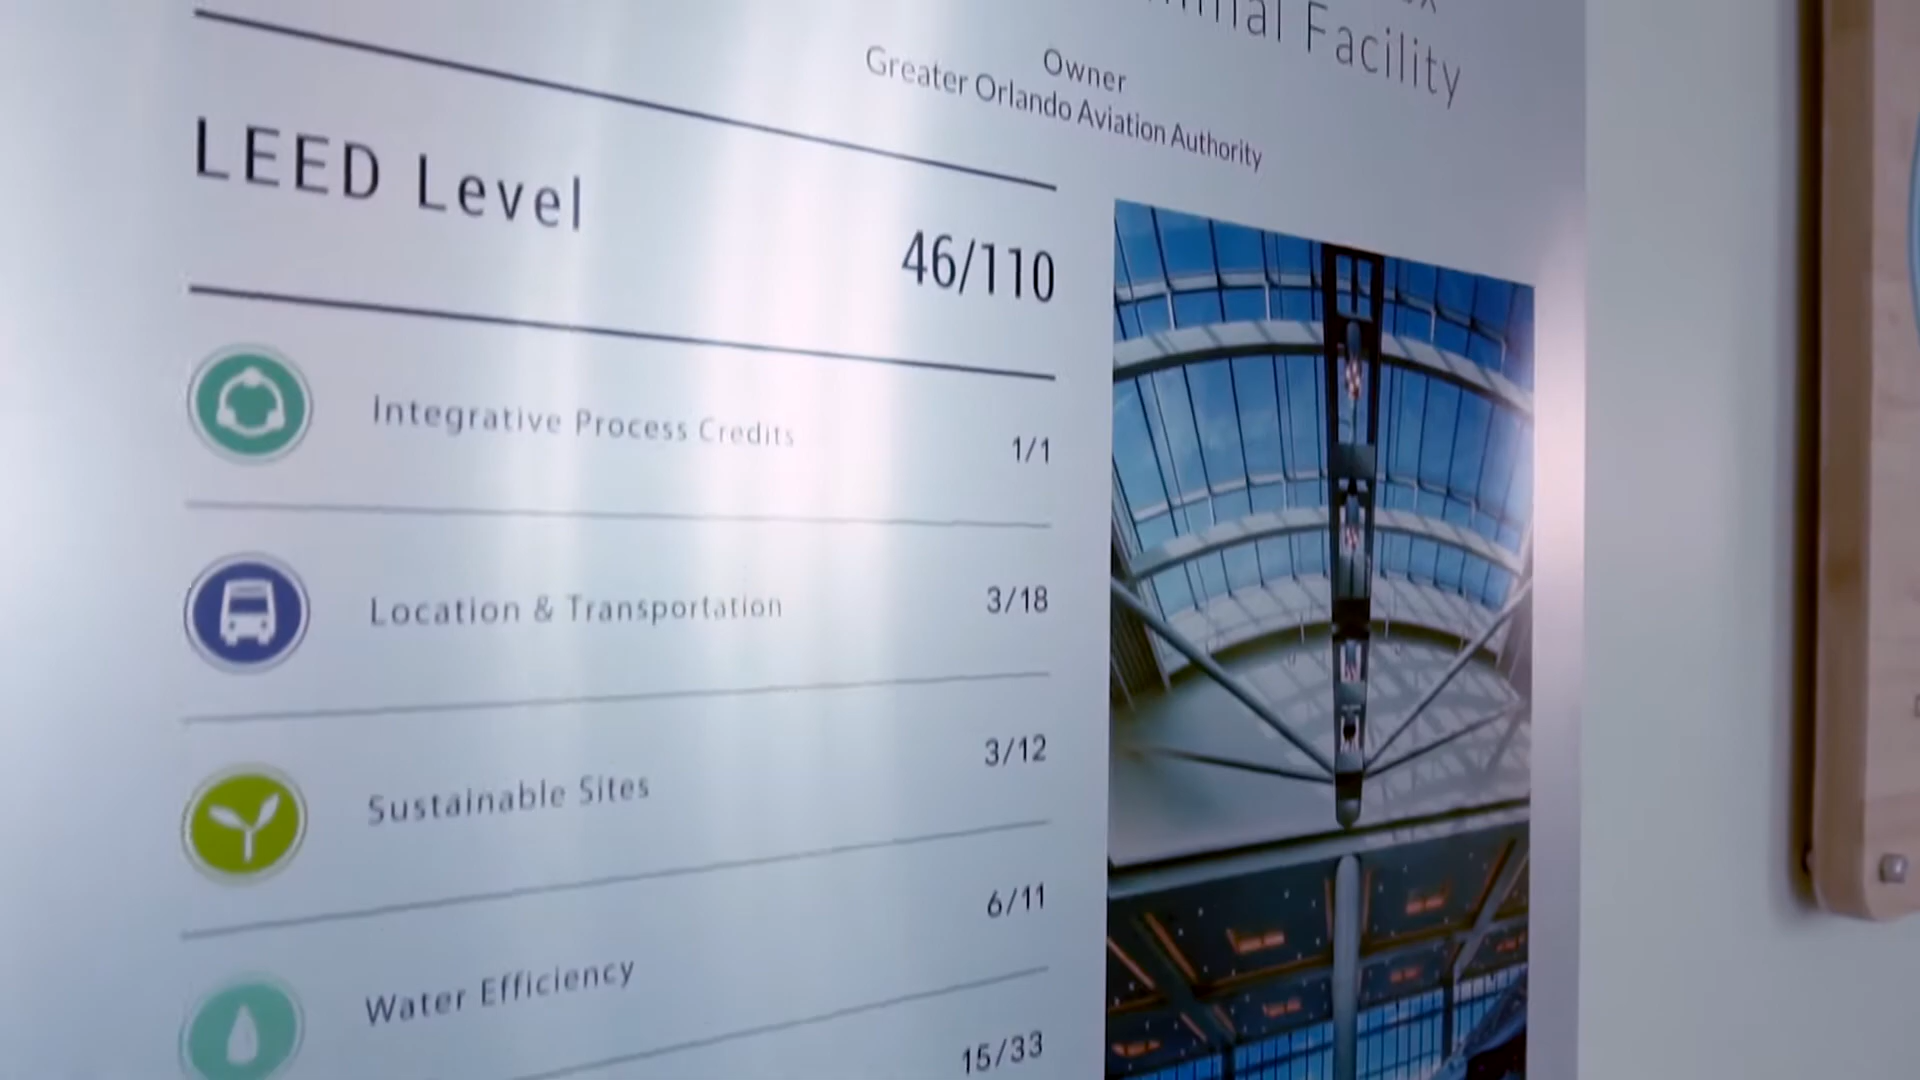 Facility
Owner
Greater Orlando Aviation Authority
LEED Level
46/110
Integrative Process Credits
1/1
Location & Transportation
3/18
Sustainable Sites
3/12
Water Efficiency
6/11
15/33